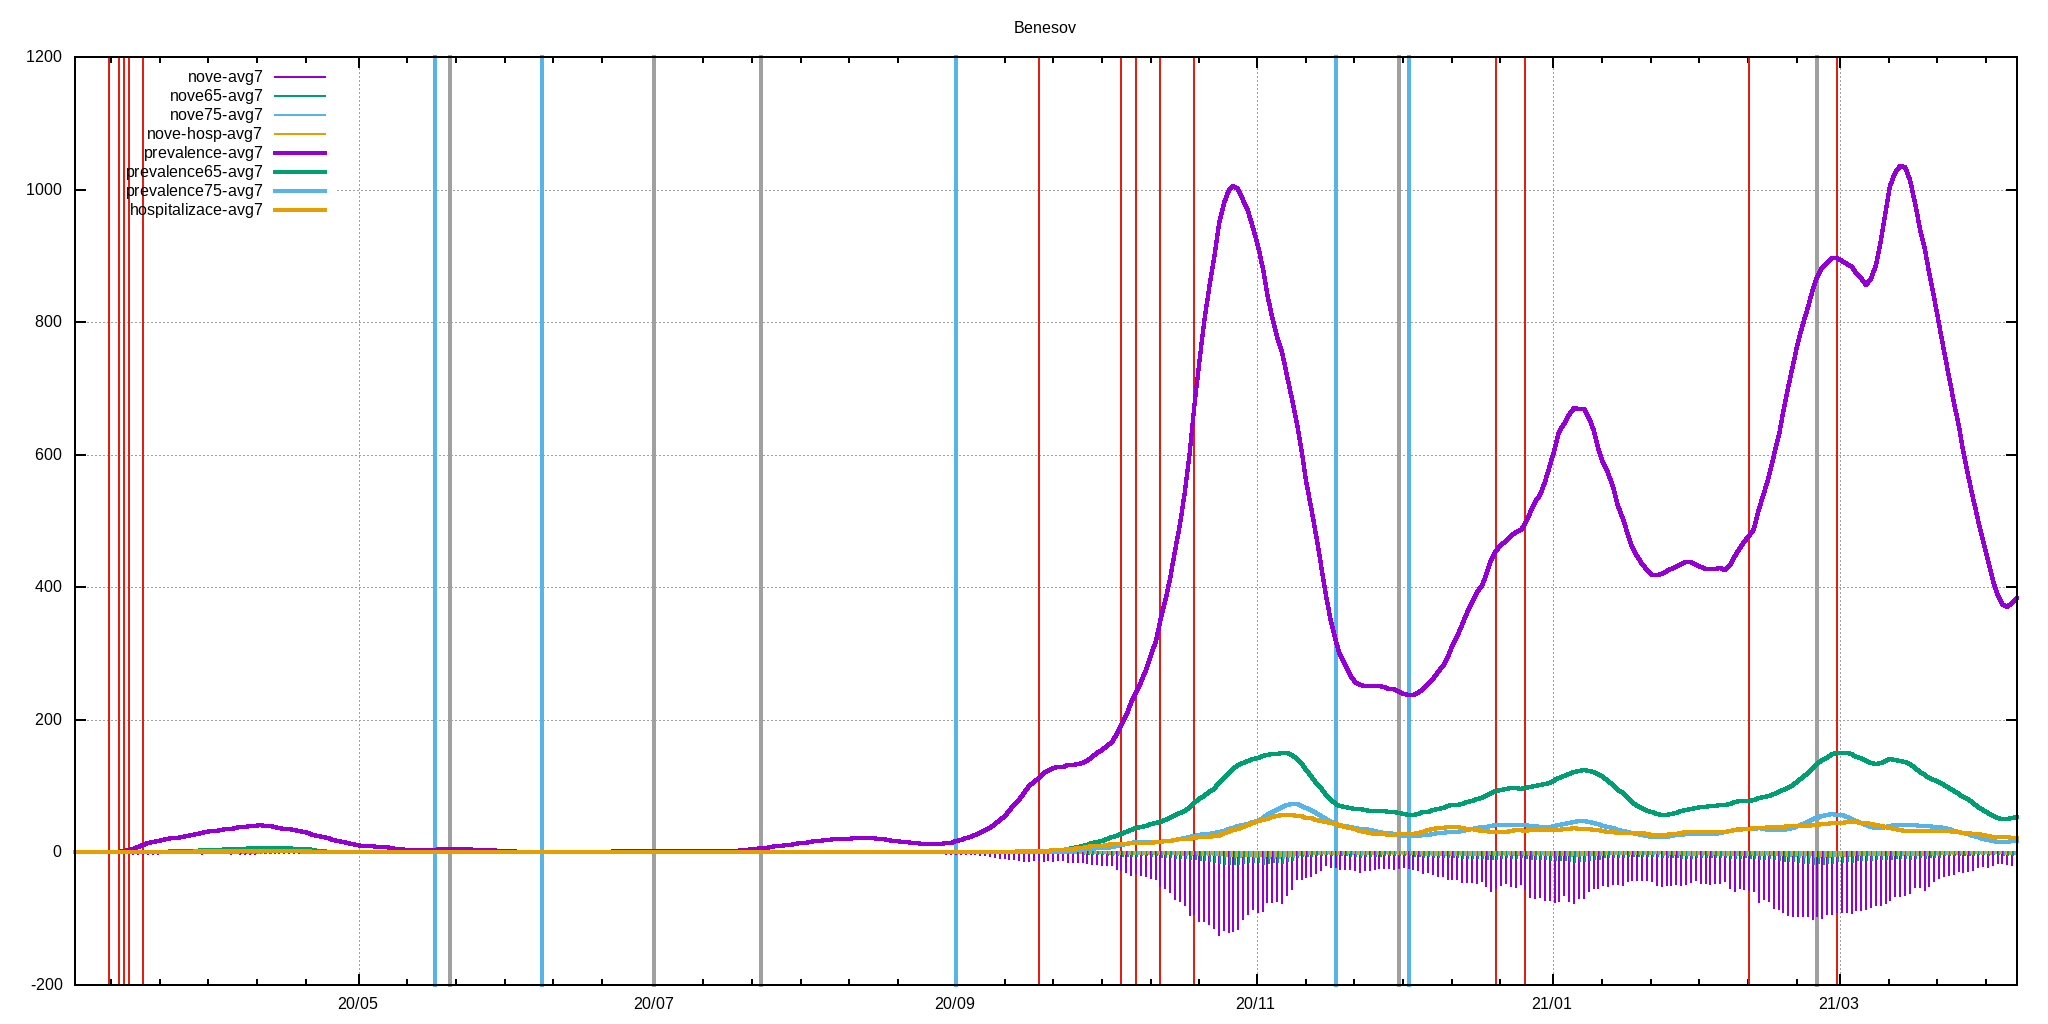 Benesov
1200
nove-avg7
nove65-avg7
nove75-avg7
nove-hosp-avg7
prevalence-avg7
prevalence65-avg7
prevalence75-avg7
hospitalizace-avg7
1000
800
600
400
200
0
-200
20/05 20/07 20/09 20/11 21/01 21/03